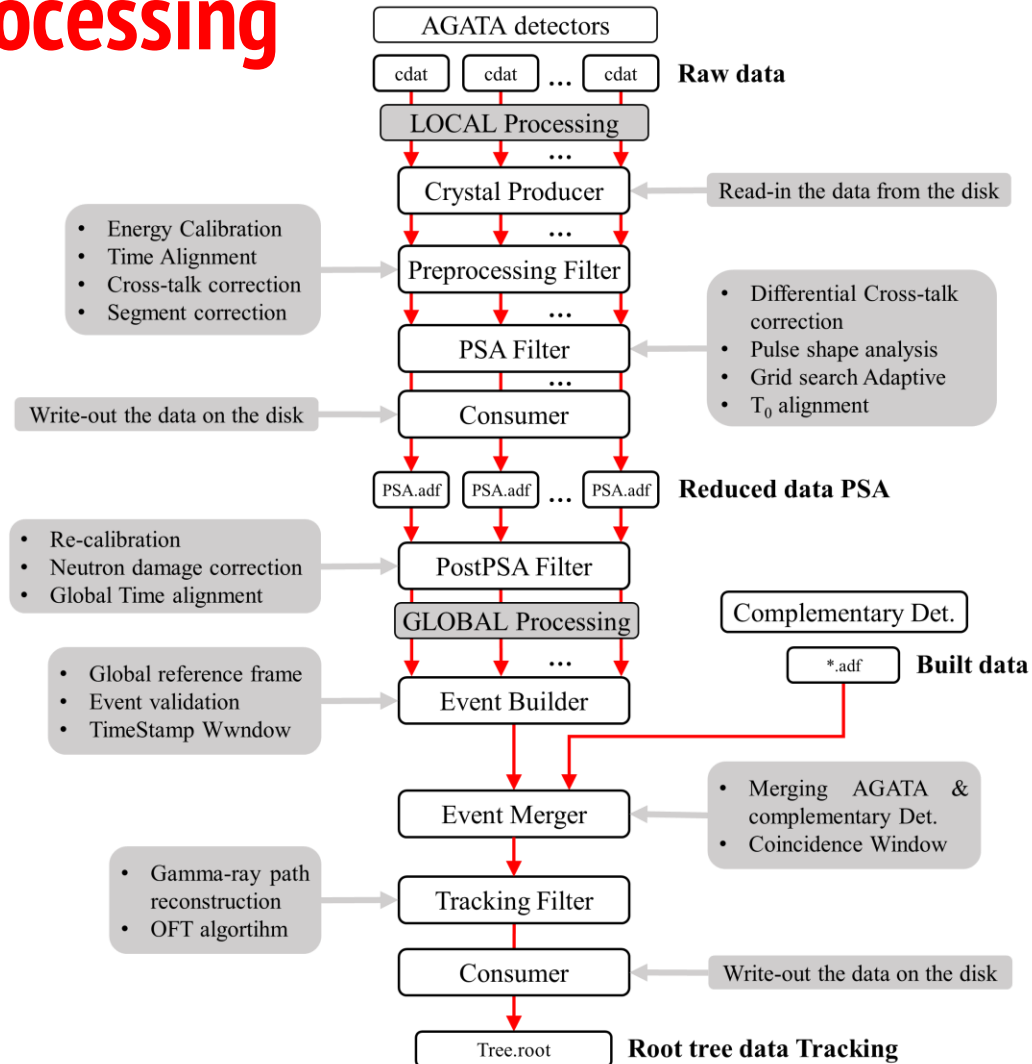 ocessing
AGATA detectors
cdat cdat ... cdat Raw data
LOCAL Processing
...
Crystal Producer
Read-in the data from the disk
...
• Energy Calibration
• Time Alignment
• Cross-talk correction
• Segment correction
Preprocessing Filter
...
• Differential Cross-talk
correction
• Pulse shape analysis
• Grid search Adaptive
• T₀ alignment
PSA Filter
...
Write-out the data on the disk
Consumer
PSA.adf PSA.adf ... PSA.adf Reduced data PSA
• Re-calibration
• Neutron damage correction
• Global Time alignment
PostPSA Filter
GLOBAL Processing
...
Complementary Det.
*.adf Built data
• Global reference frame
• Event validation
• TimeStamp Wwndow
Event Builder
Event Merger
• Merging AGATA &
complementary Det.
• Coincidence Window
• Gamma-ray path
reconstruction
• OFT algortihm
Tracking Filter
Consumer
Write-out the data on the disk
Tree.root Root tree data Tracking